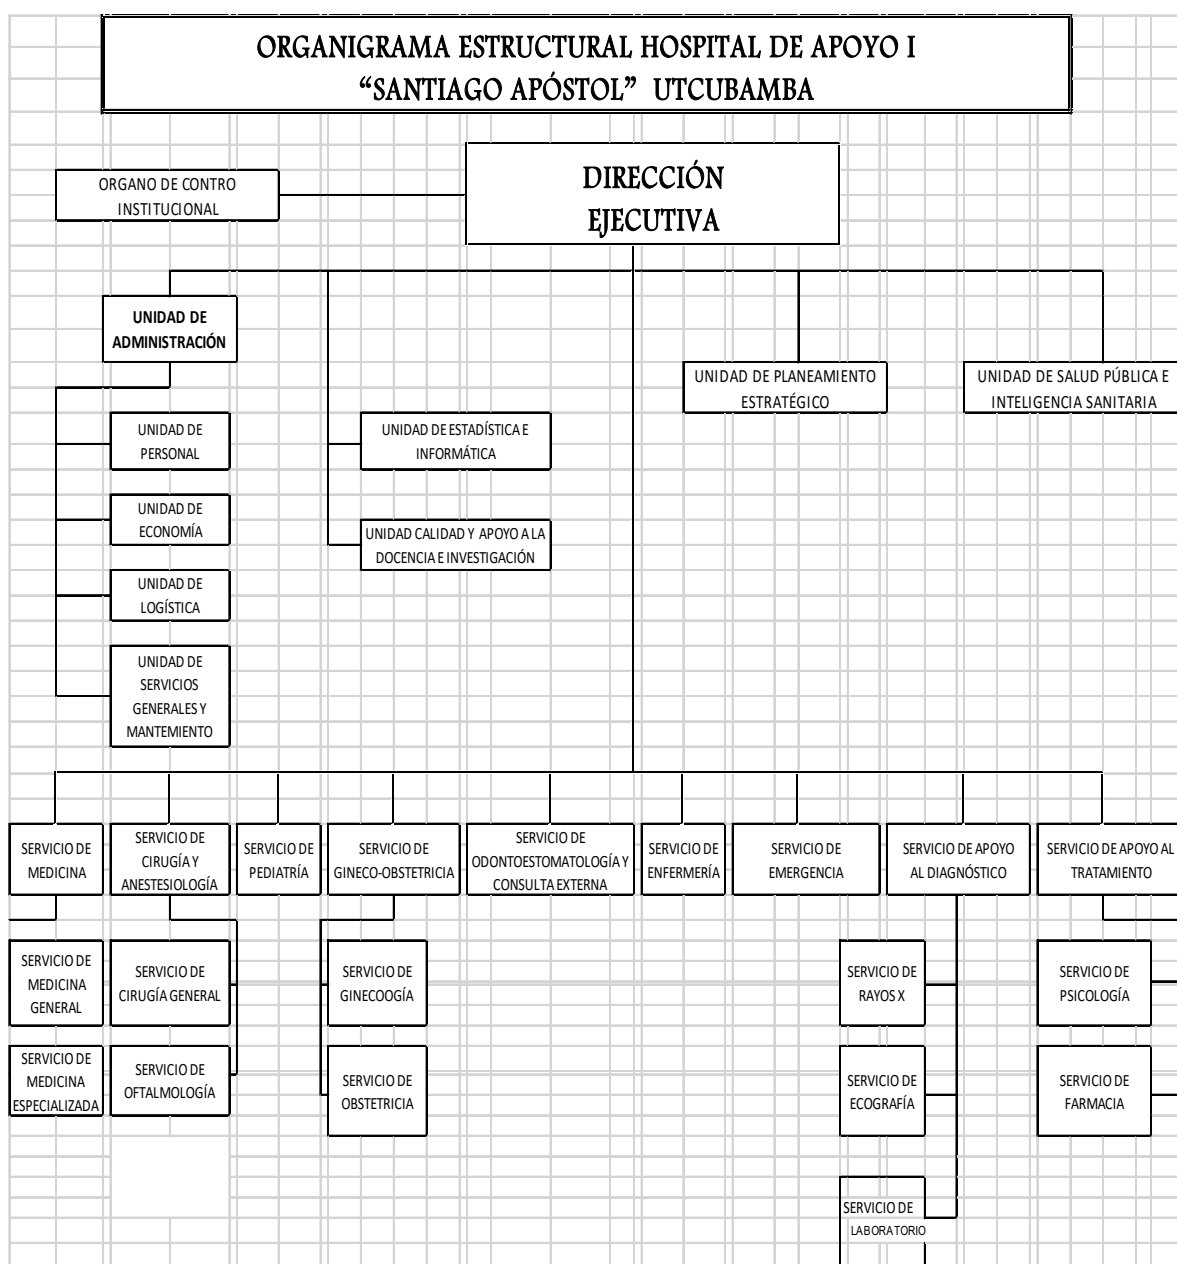 ORGANIGRAMA ESTRUCTURAL HOSPITAL DE APOYO I
“SANTIAGO APÓSTOL” UTCUBAMBA
DIRECCIÓN
EJECUTIVA
ORGANO DE CONTRO
INSTITUCIONAL
UNIDAD DE
ADMINISTRACIÓN
UNIDAD DE PLANEAMIENTO
ESTRATÉGICO
UNIDAD DE SALUD PÚBLICA E
INTELIGENCIA SANITARIA
UNIDAD DE
PERSONAL
UNIDAD DE ESTADÍSTICA E
INFORMÁTICA
UNIDAD DE
ECONOMÍA
UNIDAD CALIDAD Y APOYO A LA
DOCENCIA E INVESTIGACIÓN
UNIDAD DE
LOGÍSTICA
UNIDAD DE
SERVICIOS
GENERALES Y
MANTEMIENTO
SERVICIO DE
MEDICINA
SERVICIO DE
CIRUGÍA Y
ANESTESIOLOGÍA
SERVICIO DE
PEDIATRÍA
SERVICIO DE
GINECO-OBSTETRICIA
SERVICIO DE
ODONTOESTOMATOLOGÍA Y
CONSULTA EXTERNA
SERVICIO DE
ENFERMERÍA
SERVICIO DE
EMERGENCIA
SERVICIO DE APOYO
AL DIAGNÓSTICO
SERVICIO DE APOYO AL
TRATAMIENTO
SERVICIO DE
MEDICINA
GENERAL
SERVICIO DE
CIRUGÍA GENERAL
SERVICIO DE
GINECOOGÍA
SERVICIO DE
RAYOS X
SERVICIO DE
PSICOLOGÍA
SERVICIO DE
MEDICINA
ESPECIALIZADA
SERVICIO DE
OFTALMOLOGÍA
SERVICIO DE
OBSTETRICIA
SERVICIO DE
ECOGRAFÍA
SERVICIO DE
FARMACIA
SERVICIO DE
LABORATORIO